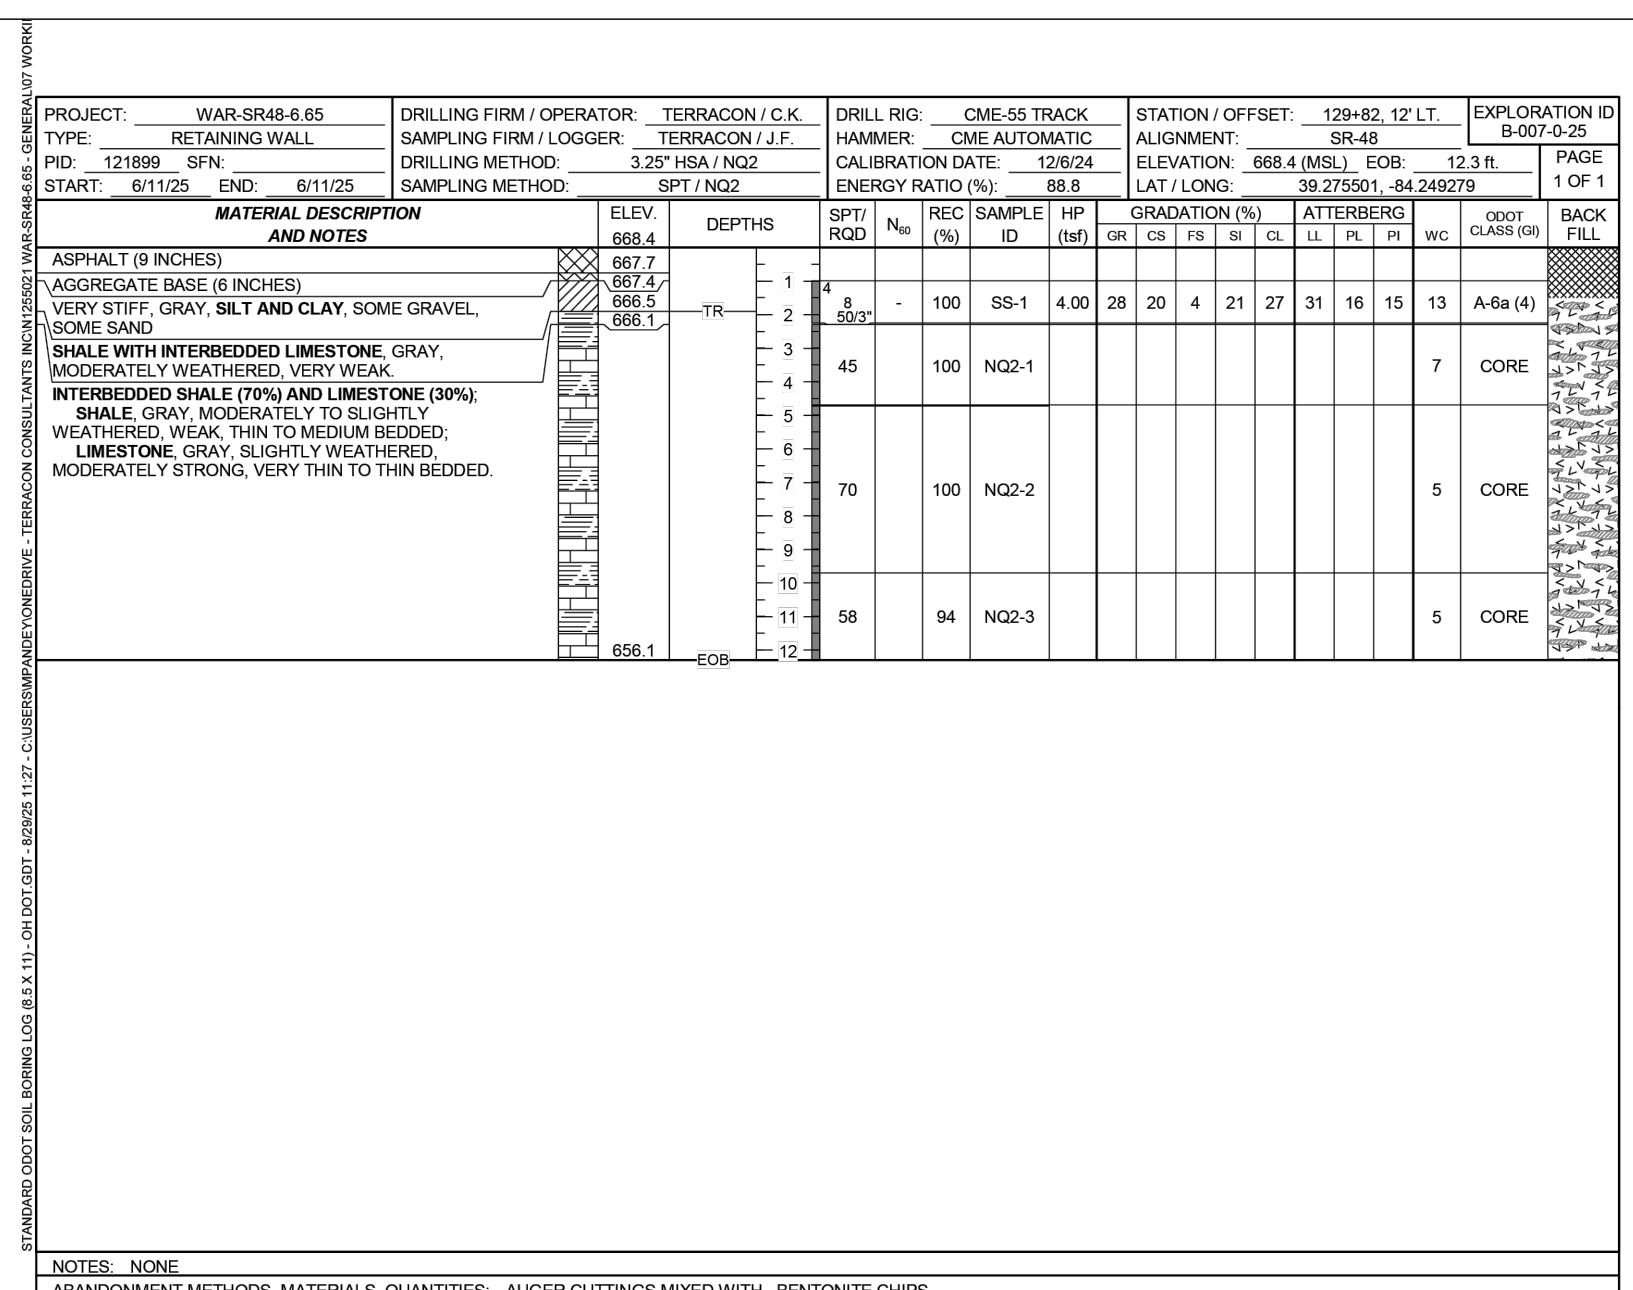 STANDARD ODOT SOIL BORING LOG (8.5 X 11) - OH DOT.GDT - 8/29/25 11:27 - C:\USERS\MPANDEY\ONEDRIVE - TERRACON CONSULTANTS INC\N1255021 WAR-SR48-6.65 - GENERAL\07 WORKI
PROJECT: WAR-SR48-6.65
TYPE: RETAINING WALL
PID: 121899 SFN:
START: 6/11/25 END: 6/11/25
DRILLING FIRM / OPERATOR: TERRACON / C.K.
SAMPLING FIRM / LOGGER: TERRACON / J.F.
DRILLING METHOD: 3.25" HSA / NQ2
SAMPLING METHOD: SPT / NQ2
DRILL RIG: CME-55 TRACK
HAMMER: CME AUTOMATIC
CALIBRATION DATE: 12/6/24
ENERGY RATIO (%): 88.8
STATION / OFFSET: 129+82, 12' LT.
ALIGNMENT: SR-48
ELEVATION: 668.4 (MSL) EOB: 12.3 ft.
LAT / LONG: 39.275501, -84.249279
EXPLORATION ID
B-007-0-25
PAGE
1 OF 1
MATERIAL DESCRIPTION
AND NOTES
ELEV.
668.4
DEPTHS
SPT/
RQD
N60
REC
(%)
SAMPLE
ID
HP
(tsf)
GRADATION (%)
GR CS FS SI CL
ATTERBERG
LL PL PI
WC
ODOT
CLASS (GI)
BACK
FILL
ASPHALT (9 INCHES)
667.7
AGGREGATE BASE (6 INCHES)
667.4
VERY STIFF, GRAY, SILT AND CLAY, SOME GRAVEL,
SOME SAND
666.5
SHALE WITH INTERBEDDED LIMESTONE, GRAY,
MODERATELY WEATHERED, VERY WEAK.
666.1
INTERBEDDED SHALE (70%) AND LIMESTONE (30%);
SHALE, GRAY, MODERATELY TO SLIGHTLY
WEATHERED, WEAK, THIN TO MEDIUM BEDDED;
LIMESTONE, GRAY, SLIGHTLY WEATHERED,
MODERATELY STRONG, VERY THIN TO THIN BEDDED.
656.1
TR
EOB
1
2
3
4
5
6
7
8
9
10
11
12
4
8
50/3"
- 100 SS-1 4.00 28 20 4 21 27 31 16 15 13 A-6a (4)
45 100 NQ2-1 7 CORE
70 100 NQ2-2 5 CORE
58 94 NQ2-3 5 CORE
NOTES: NONE
ABANDONMENT METHODS, MATERIALS, QUANTITIES: AUGER CUTTINGS MIXED WITH BENTONITE CHIPS